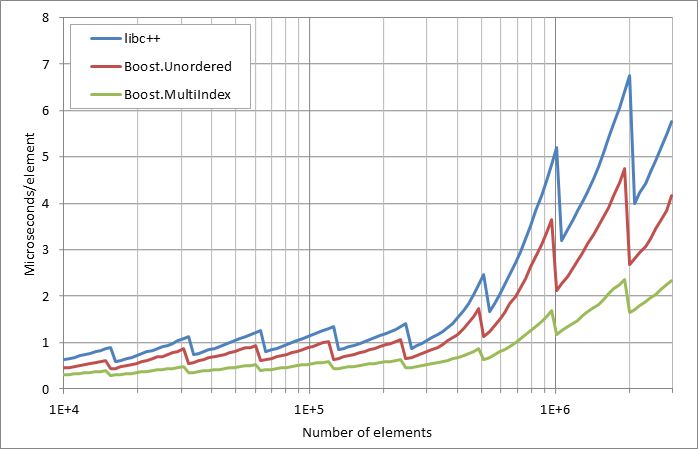 8
7
6
5
4
3
2
1
0
Microseconds/element
libc++
Boost.Unordered
Boost.MultiIndex
1E+4
1E+5
1E+6
Number of elements